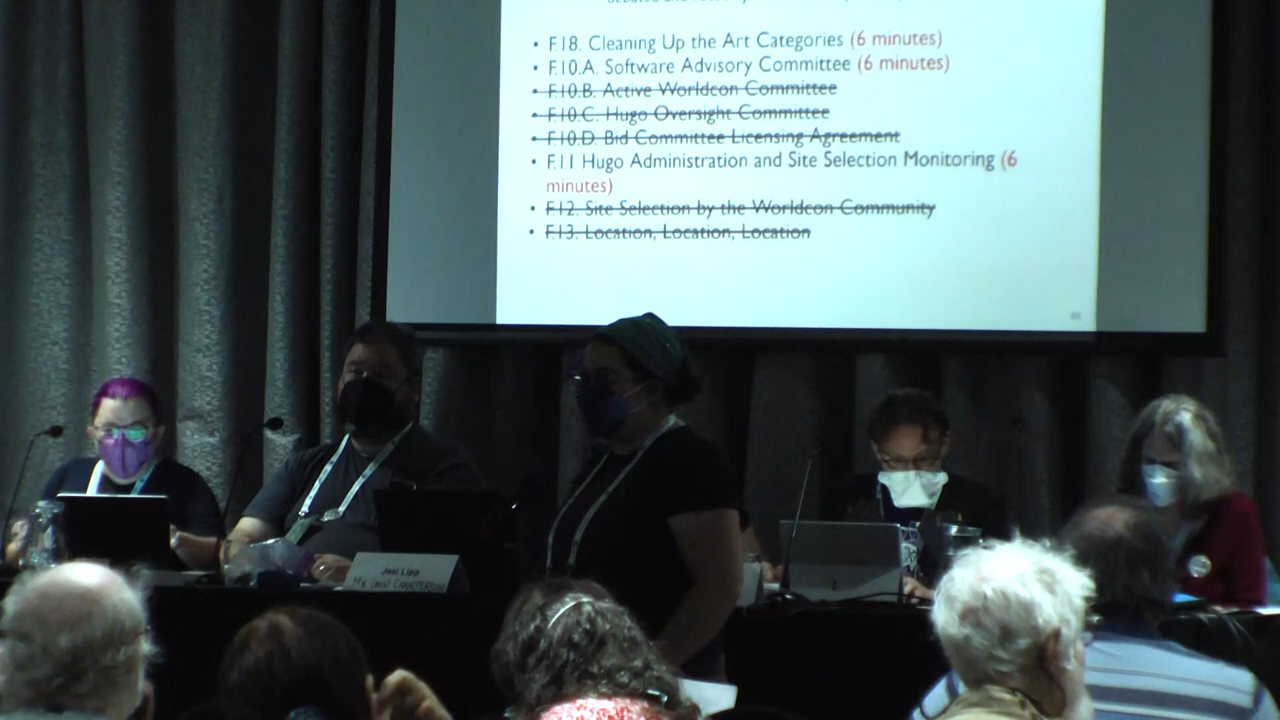 • F.18. Cleaning Up the Art Categories (6 minutes)
• F.10.A. Software Advisory Committee (6 minutes)
• F.10.B. Active Worldcon Committee
• F.10.C. Hugo Oversight Committee
• F.10.D. Bid Committee Licensing Agreement
• F.11 Hugo Administration and Site Selection Monitoring (6
minutes)
• F.12. Site Selection by the Worldcon Community
• F.13. Location, Location, Location
Lipp
CHAIRPERSON